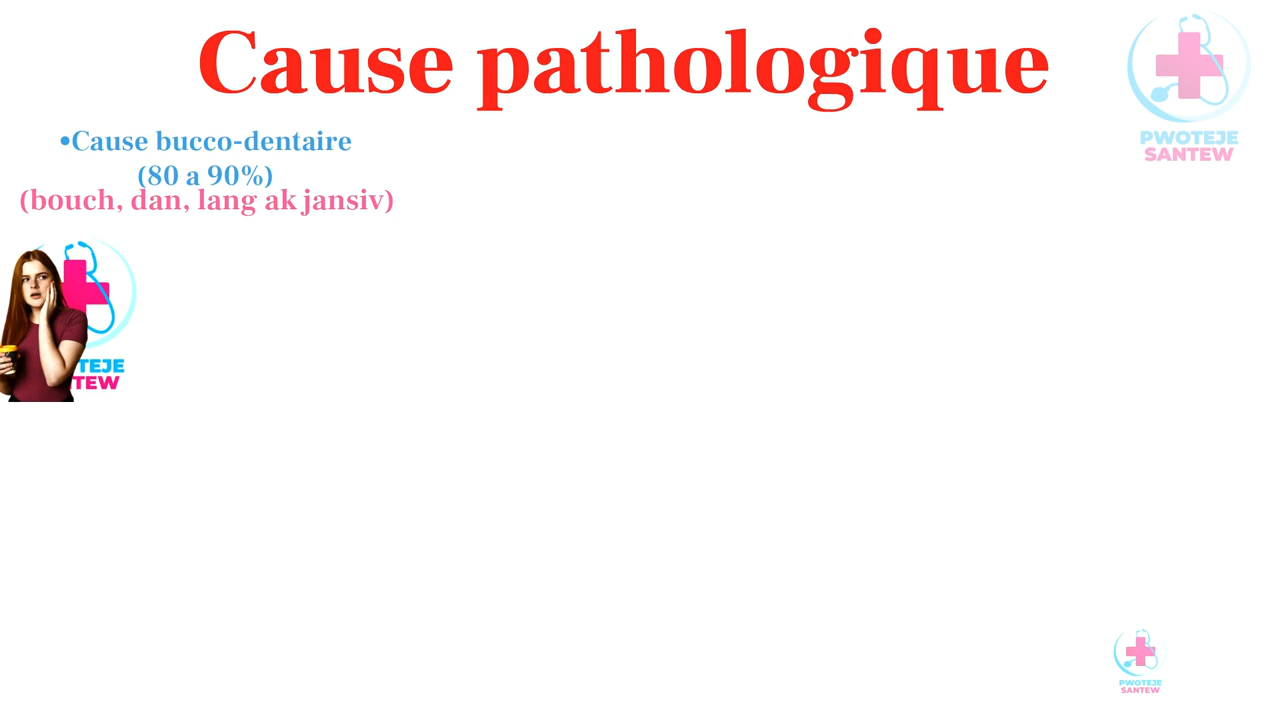 Cause pathologique
PWOTEJE
SANTEW
•Cause bucco-dentaire
(80 a 90%)
(bouch, dan, lang ak jansiv)
TEJE
TEW
PWOTEJE
SANTEW